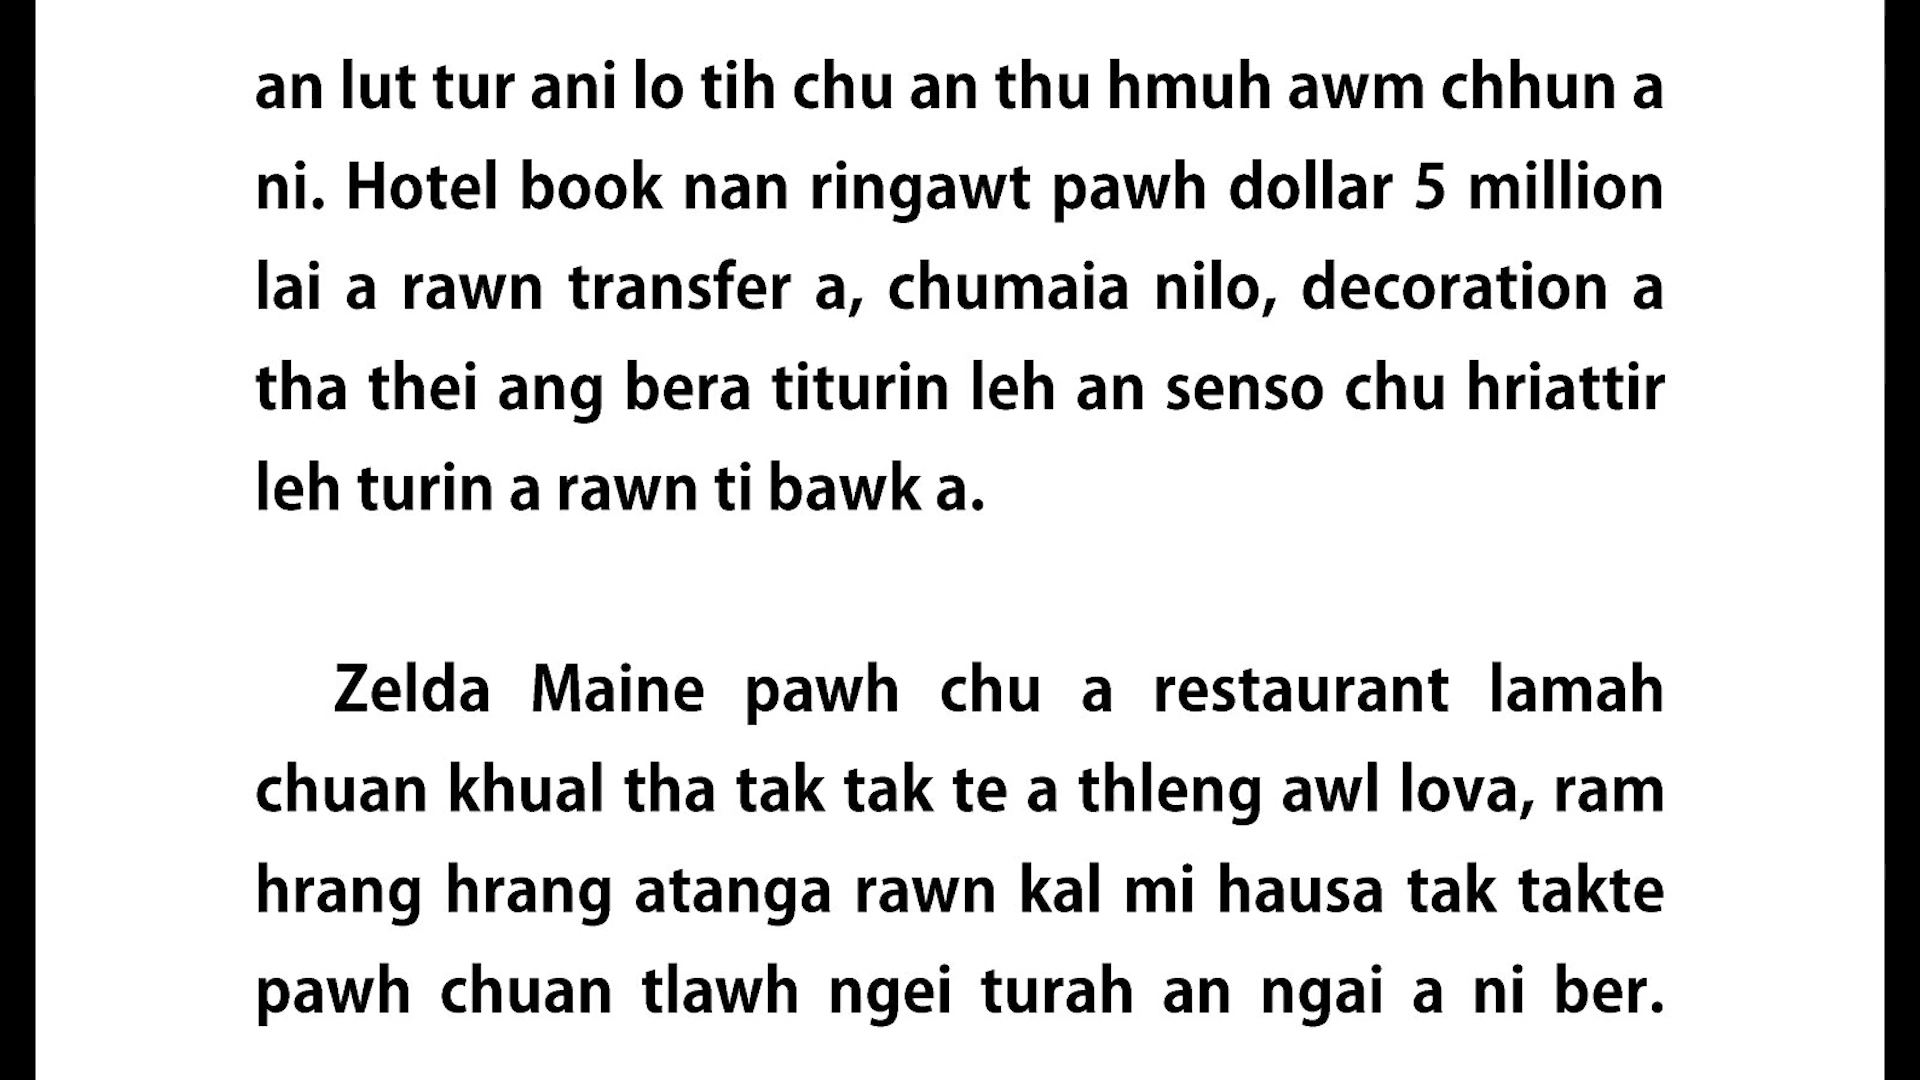 an lut tur ani lo tih chu an thu hmuh awm chhun a
ni. Hotel book nan ringawt pawh dollar 5 million
lai a rawn transfer a, chumaia nilo, decoration a
tha thei ang bera titurin leh an senso chu hriattir
leh turin a rawn ti bawk a.
Zelda Maine pawh chu a restaurant lamah
chuan khual tha tak tak te a thleng awl lova, ram
hrang hrang atanga rawn kal mi hausa tak takte
pawh chuan tlawh ngei turah an ngai a ni ber.